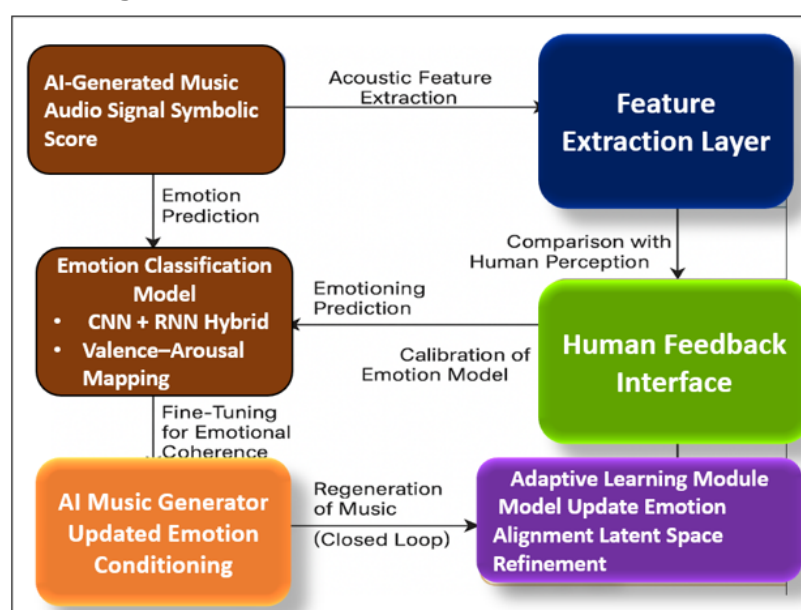 AI-Generated Music
Audio Signal Symbolic
Score
Acoustic Feature
Extraction
Feature
Extraction Layer
Emotion
Prediction
Comparison with
Human Perception
Emotion Classification
Model
• CNN + RNN Hybrid
• Valence–Arousal
Mapping
Emotioning
Prediction
Calibration of
Emotion Model
Human Feedback
Interface
Fine-Tuning
for Emotional
Coherence
AI Music Generator
Updated Emotion
Conditioning
Regeneration
of Music
(Closed Loop)
Adaptive Learning Module
Model Update Emotion
Alignment Latent Space
Refinement